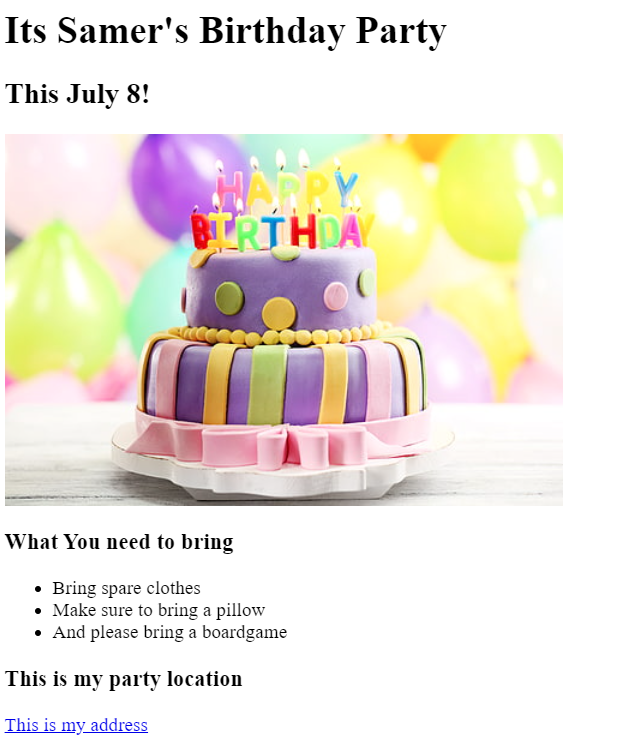 Its Samer's Birthday Party
This July 8!
HAPPY
BIRTHDAY
What You need to bring
Bring spare clothes
Make sure to bring a pillow
And please bring a boardgame
This is my party location
This is my address